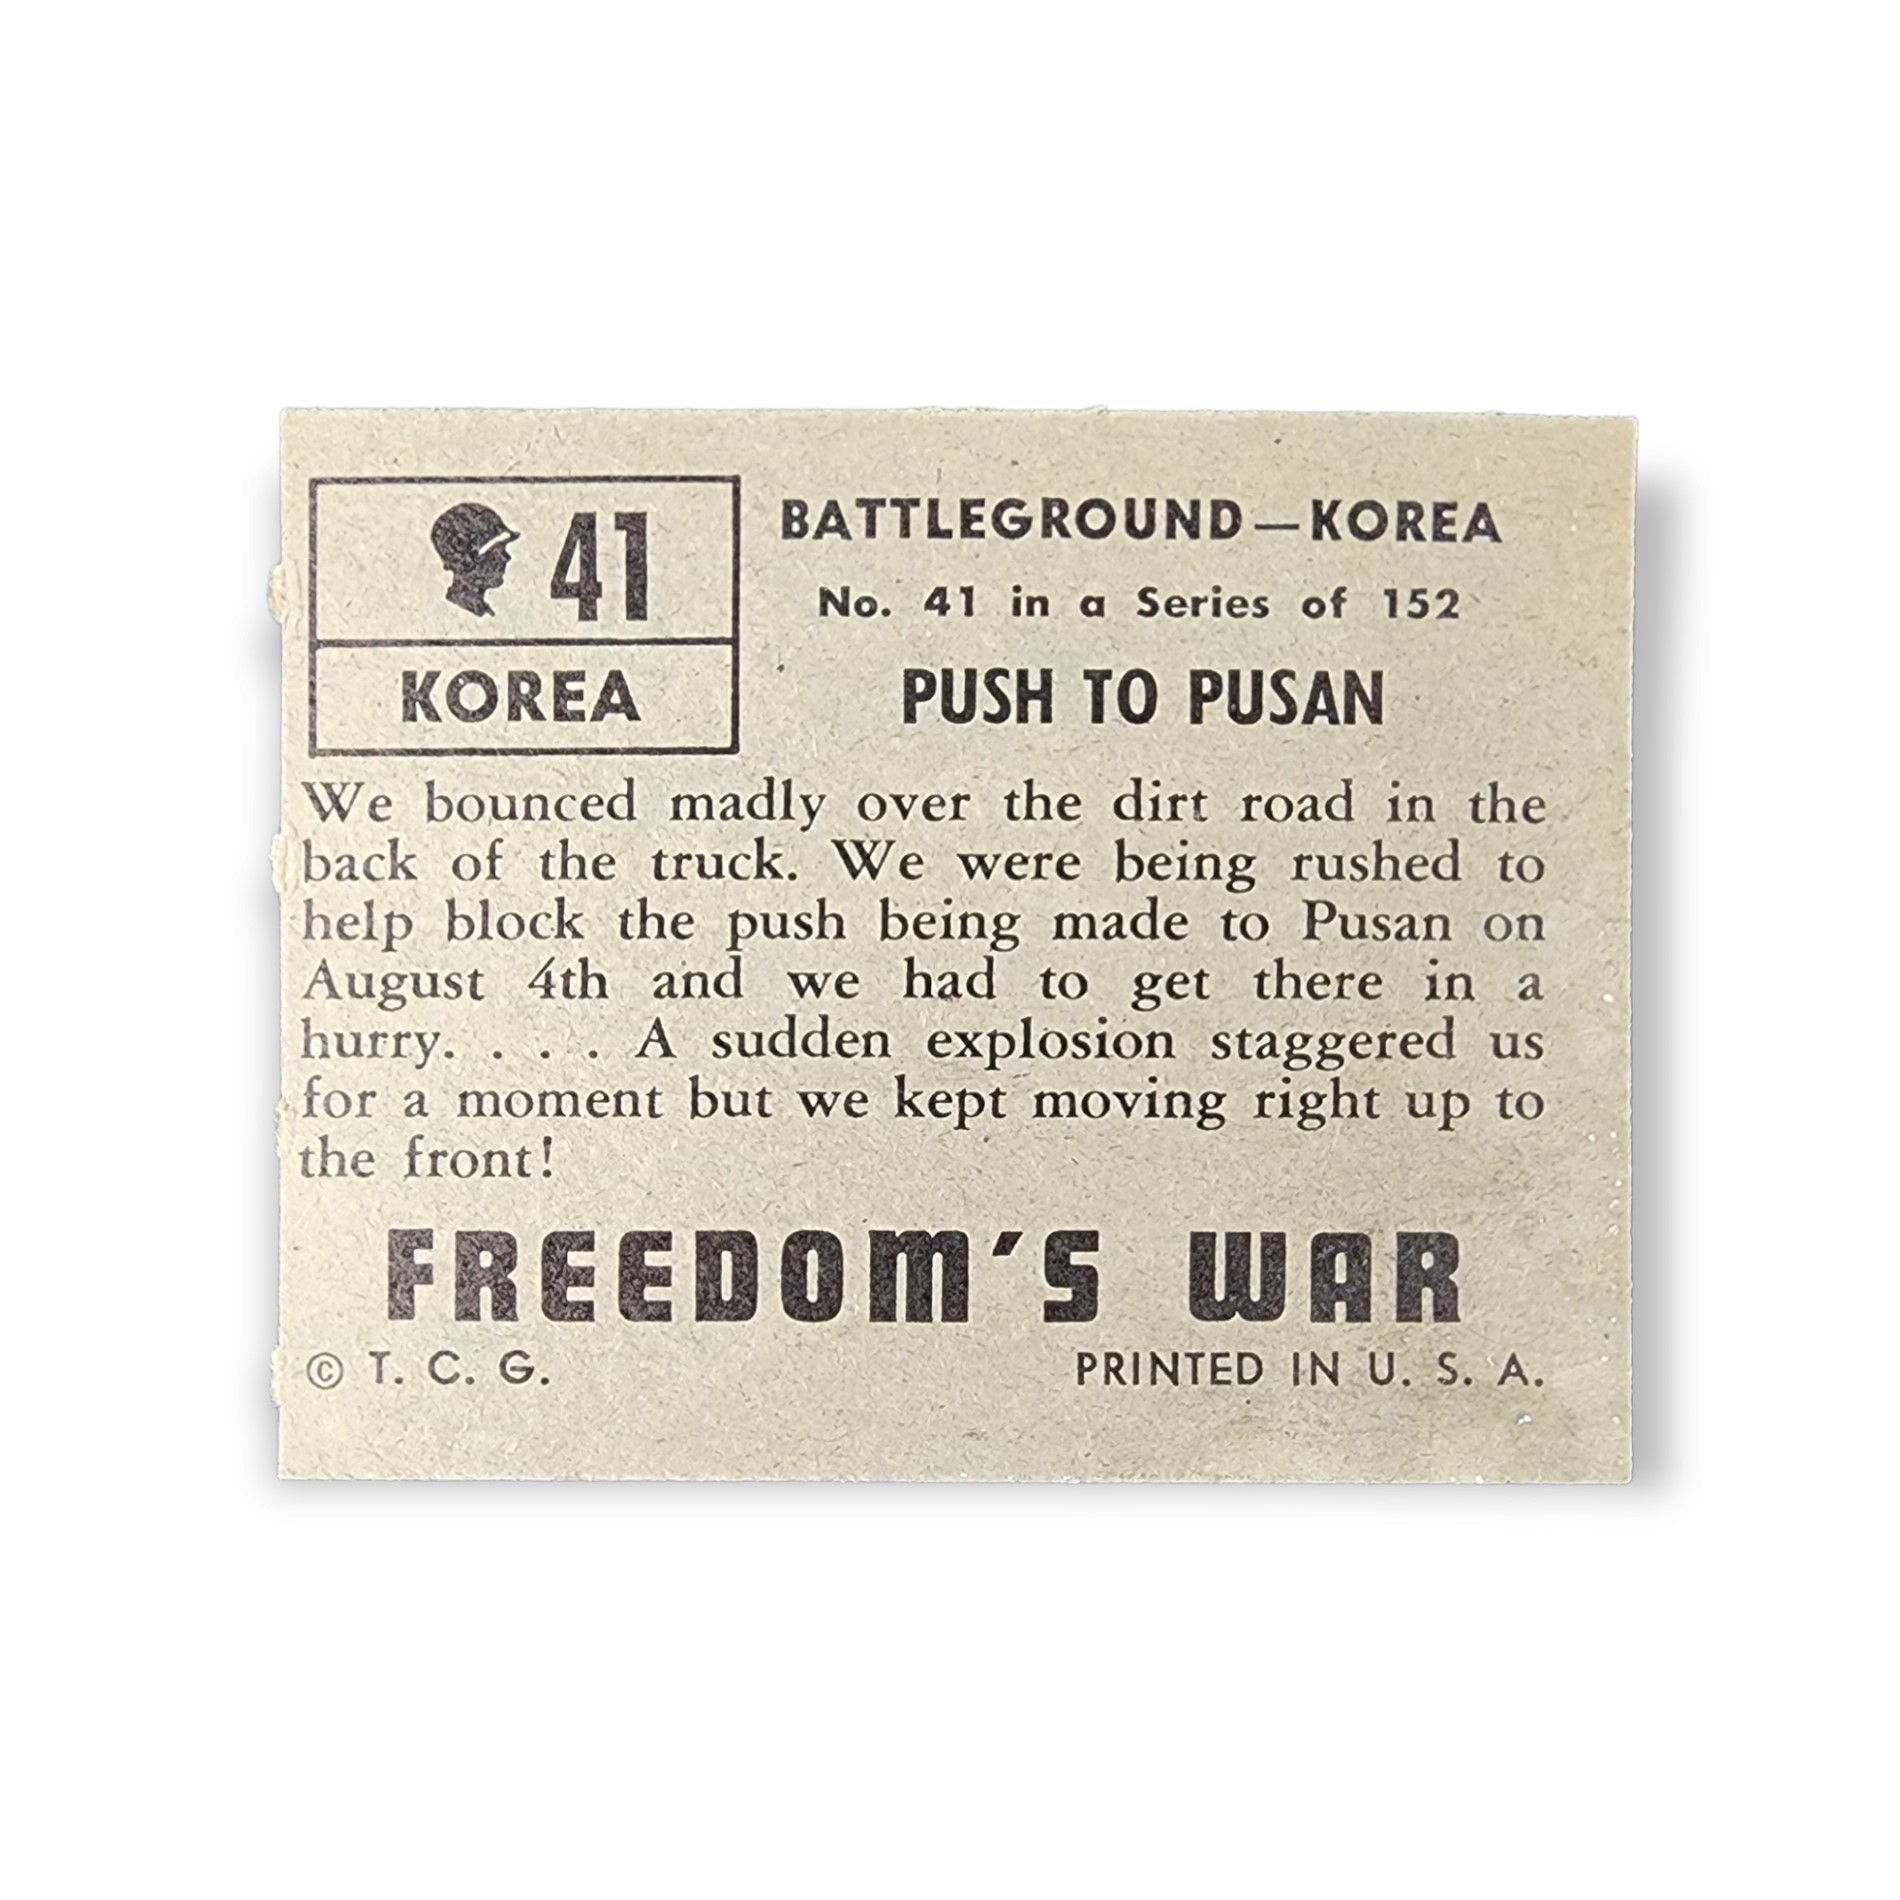 41
KOREA
BATTLEGROUND—KOREA
No. 41 in a Series of 152
PUSH TO PUSAN
We bounced madly over the dirt road in the
back of the truck. We were being rushed to
help block the push being made to Pusan on
August 4th and we had to get there in a
hurry. . . . A sudden explosion staggered us
for a moment but we kept moving right up to
the front!
FREEDOM'S WAR
© T. C. G.
PRINTED IN U. S. A.